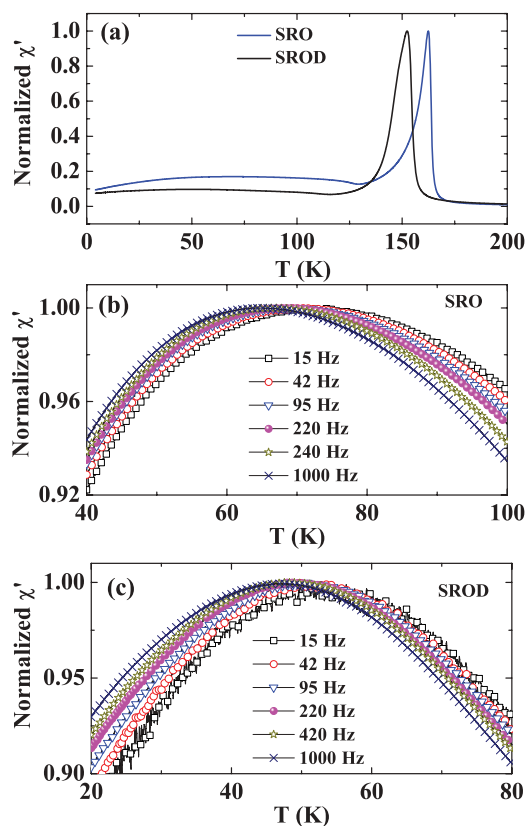 (a)
SRO
SROD
Normalized χ'
1.0
0.8
0.6
0.4
0.2
0.0
0 50 100 150 200
T (K)
(b)
SRO
Normalized χ'
1.00
0.96
0.92
15 Hz
42 Hz
95 Hz
220 Hz
240 Hz
1000 Hz
40 60 80 100
T (K)
(c)
SROD
Normalized χ'
1.00
0.95
0.90
15 Hz
42 Hz
95 Hz
220 Hz
420 Hz
1000 Hz
20 40 60 80
T (K)